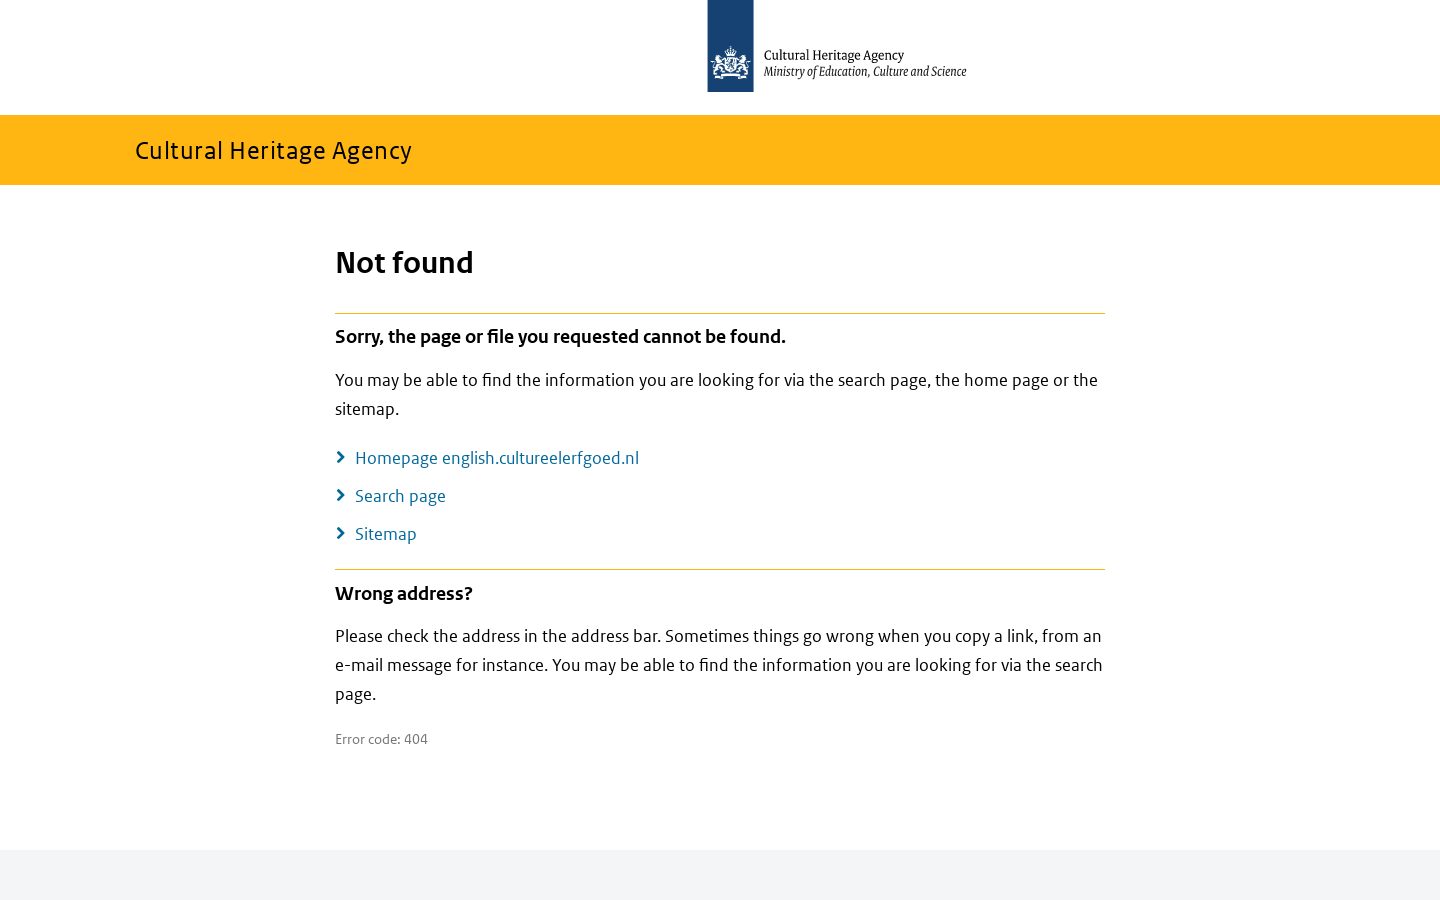 Cultural Heritage Agency
Ministry of Education, Culture and Science
Cultural Heritage Agency
Not found
Sorry, the page or file you requested cannot be found.
You may be able to find the information you are looking for via the search page, the home page or the
sitemap.
Homepage english.cultureelerfgoed.nl
Search page
Sitemap
Wrong address?
Please check the address in the address bar. Sometimes things go wrong when you copy a link, from an
e-mail message for instance. You may be able to find the information you are looking for via the search
page.
Error code: 404